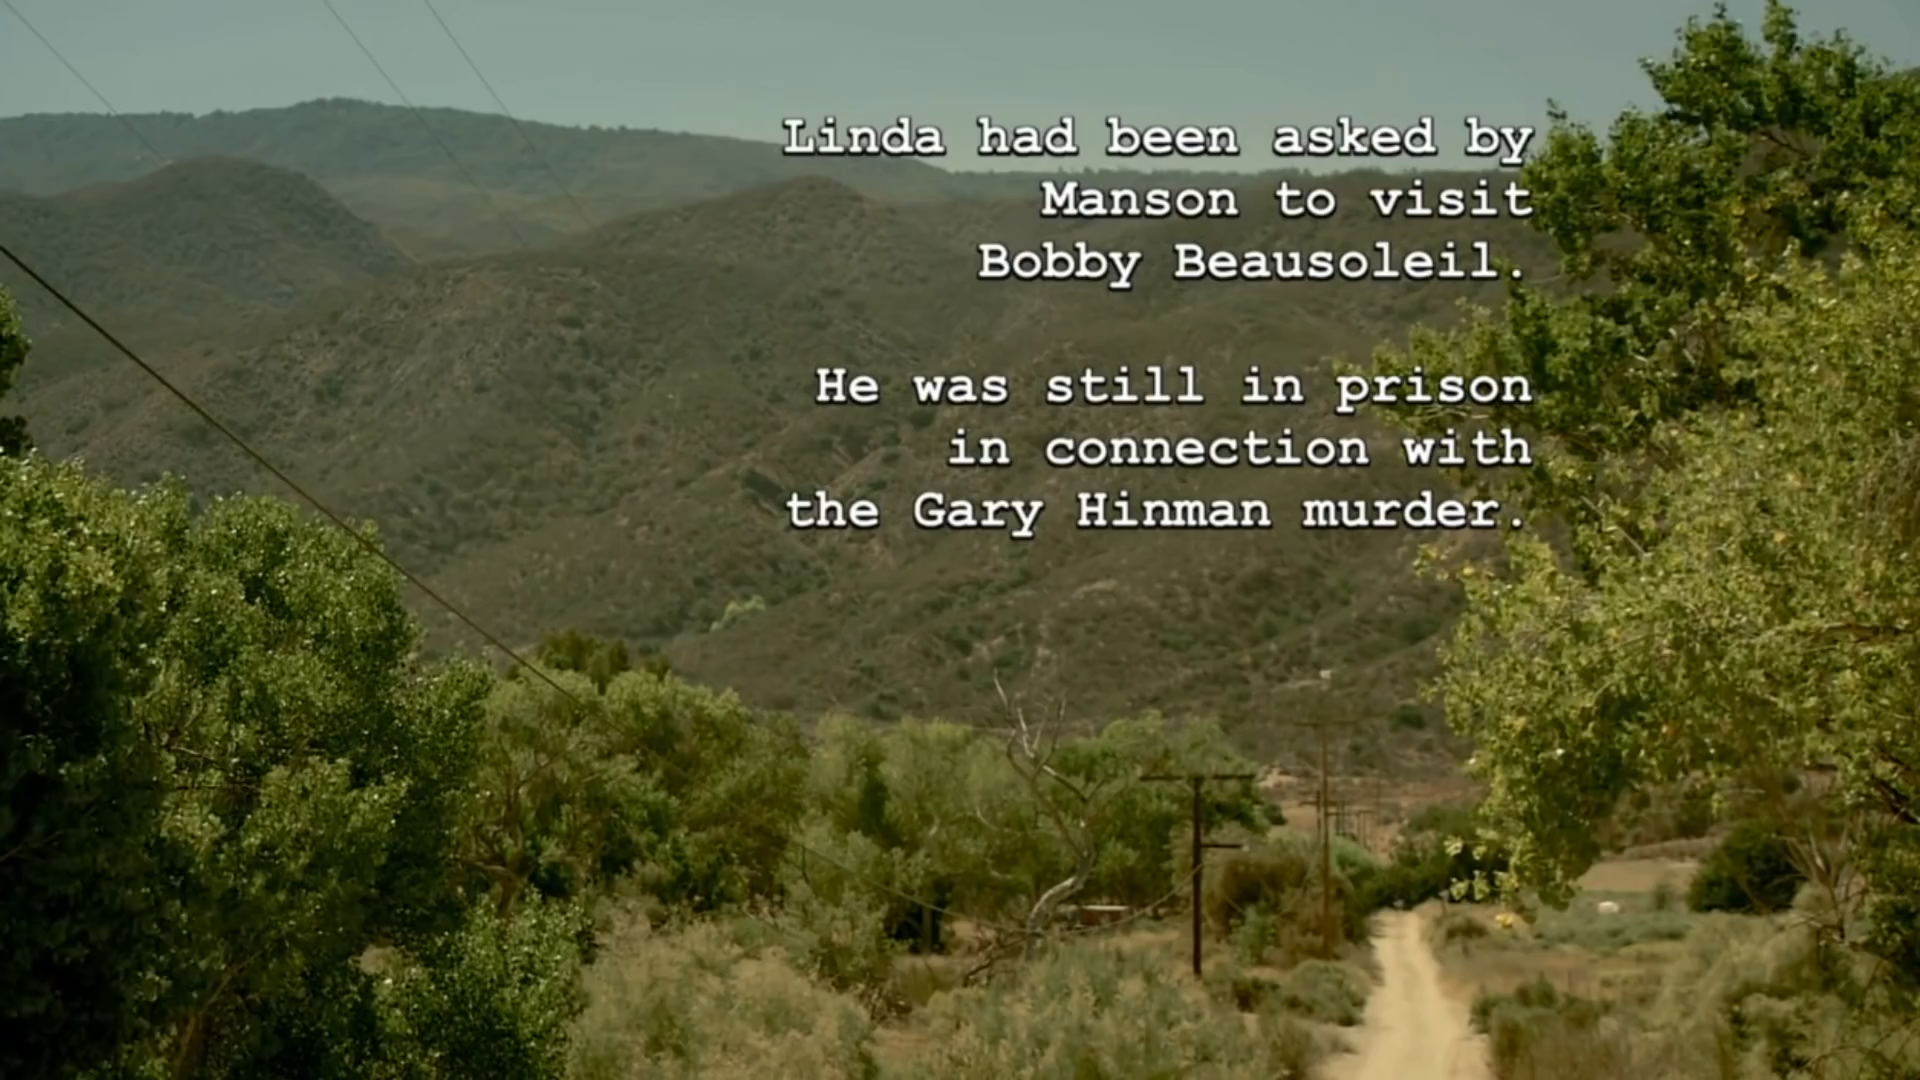 Linda had been asked by
Manson to visit
Bobby Beausoleil.
He was still in prison
in connection with
the Gary Hinman murder.